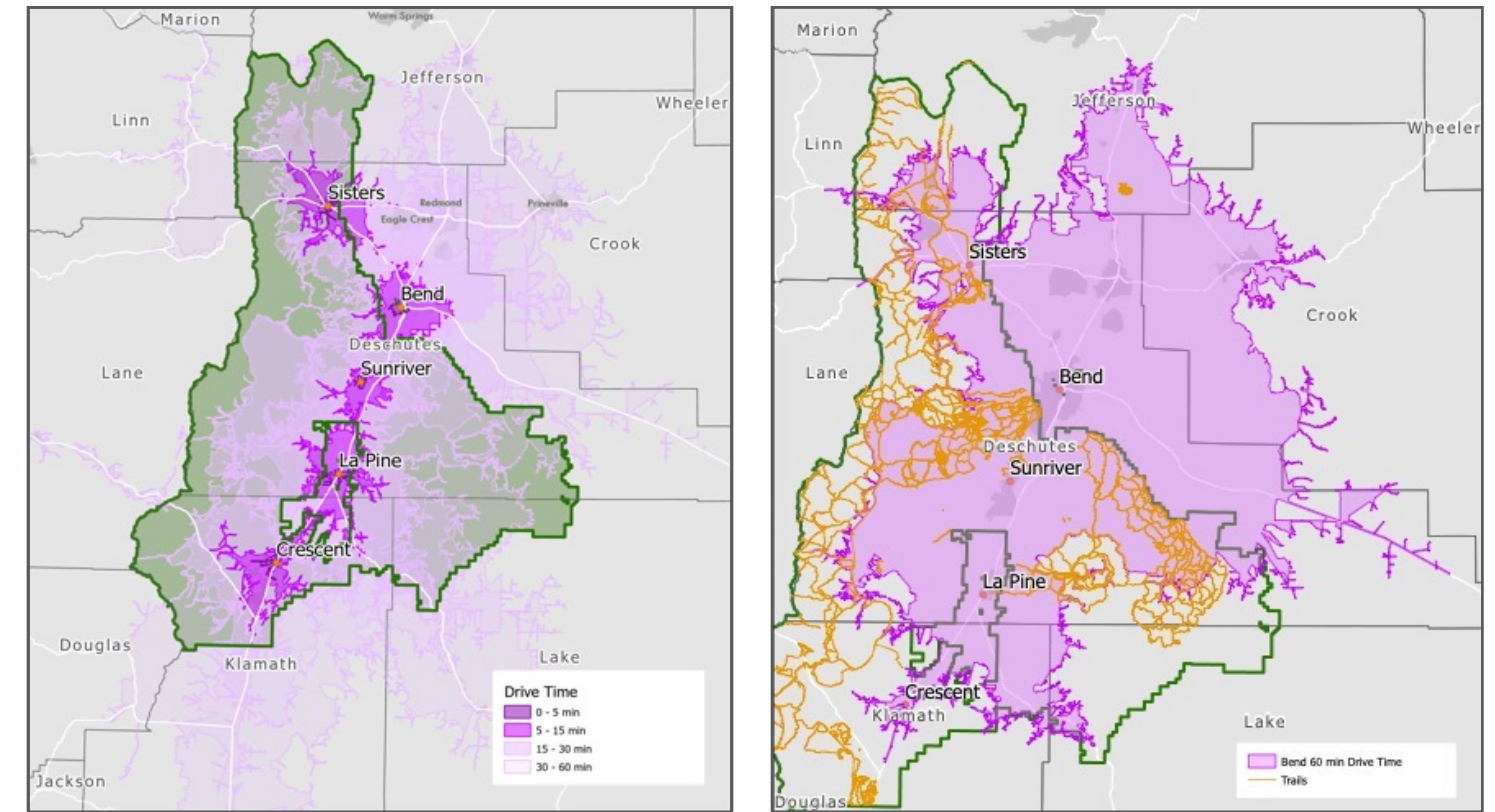 Marion
Warm Springs
Jefferson
Wheeler
Linn
Sisters
Redmond
Prineville
Eagle Crest
Crook
Bend
Deschutes
Sunriver
Lane
La Pine
Crescent
Douglas
Klamath
Lake
Drive Time
0 - 5 min
5 - 15 min
15 - 30 min
30 - 60 min
Jackson
Marion
Jefferson
Wheeler
Linn
Sisters
Crook
Lane
Bend
Deschutes
Sunriver
La Pine
Crescent
Klamath
Lake
Bend 60 min Drive Time
Trails
Douglas